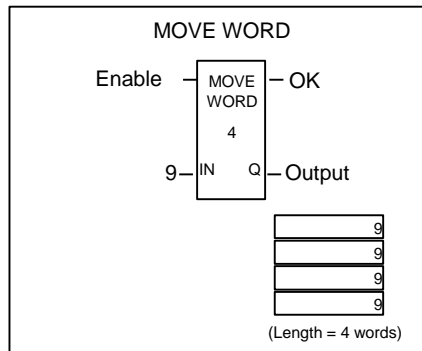 MOVE WORD
Enable MOVE OK
WORD
4
9 IN Q Output
9
9
9
9
(Length = 4 words)